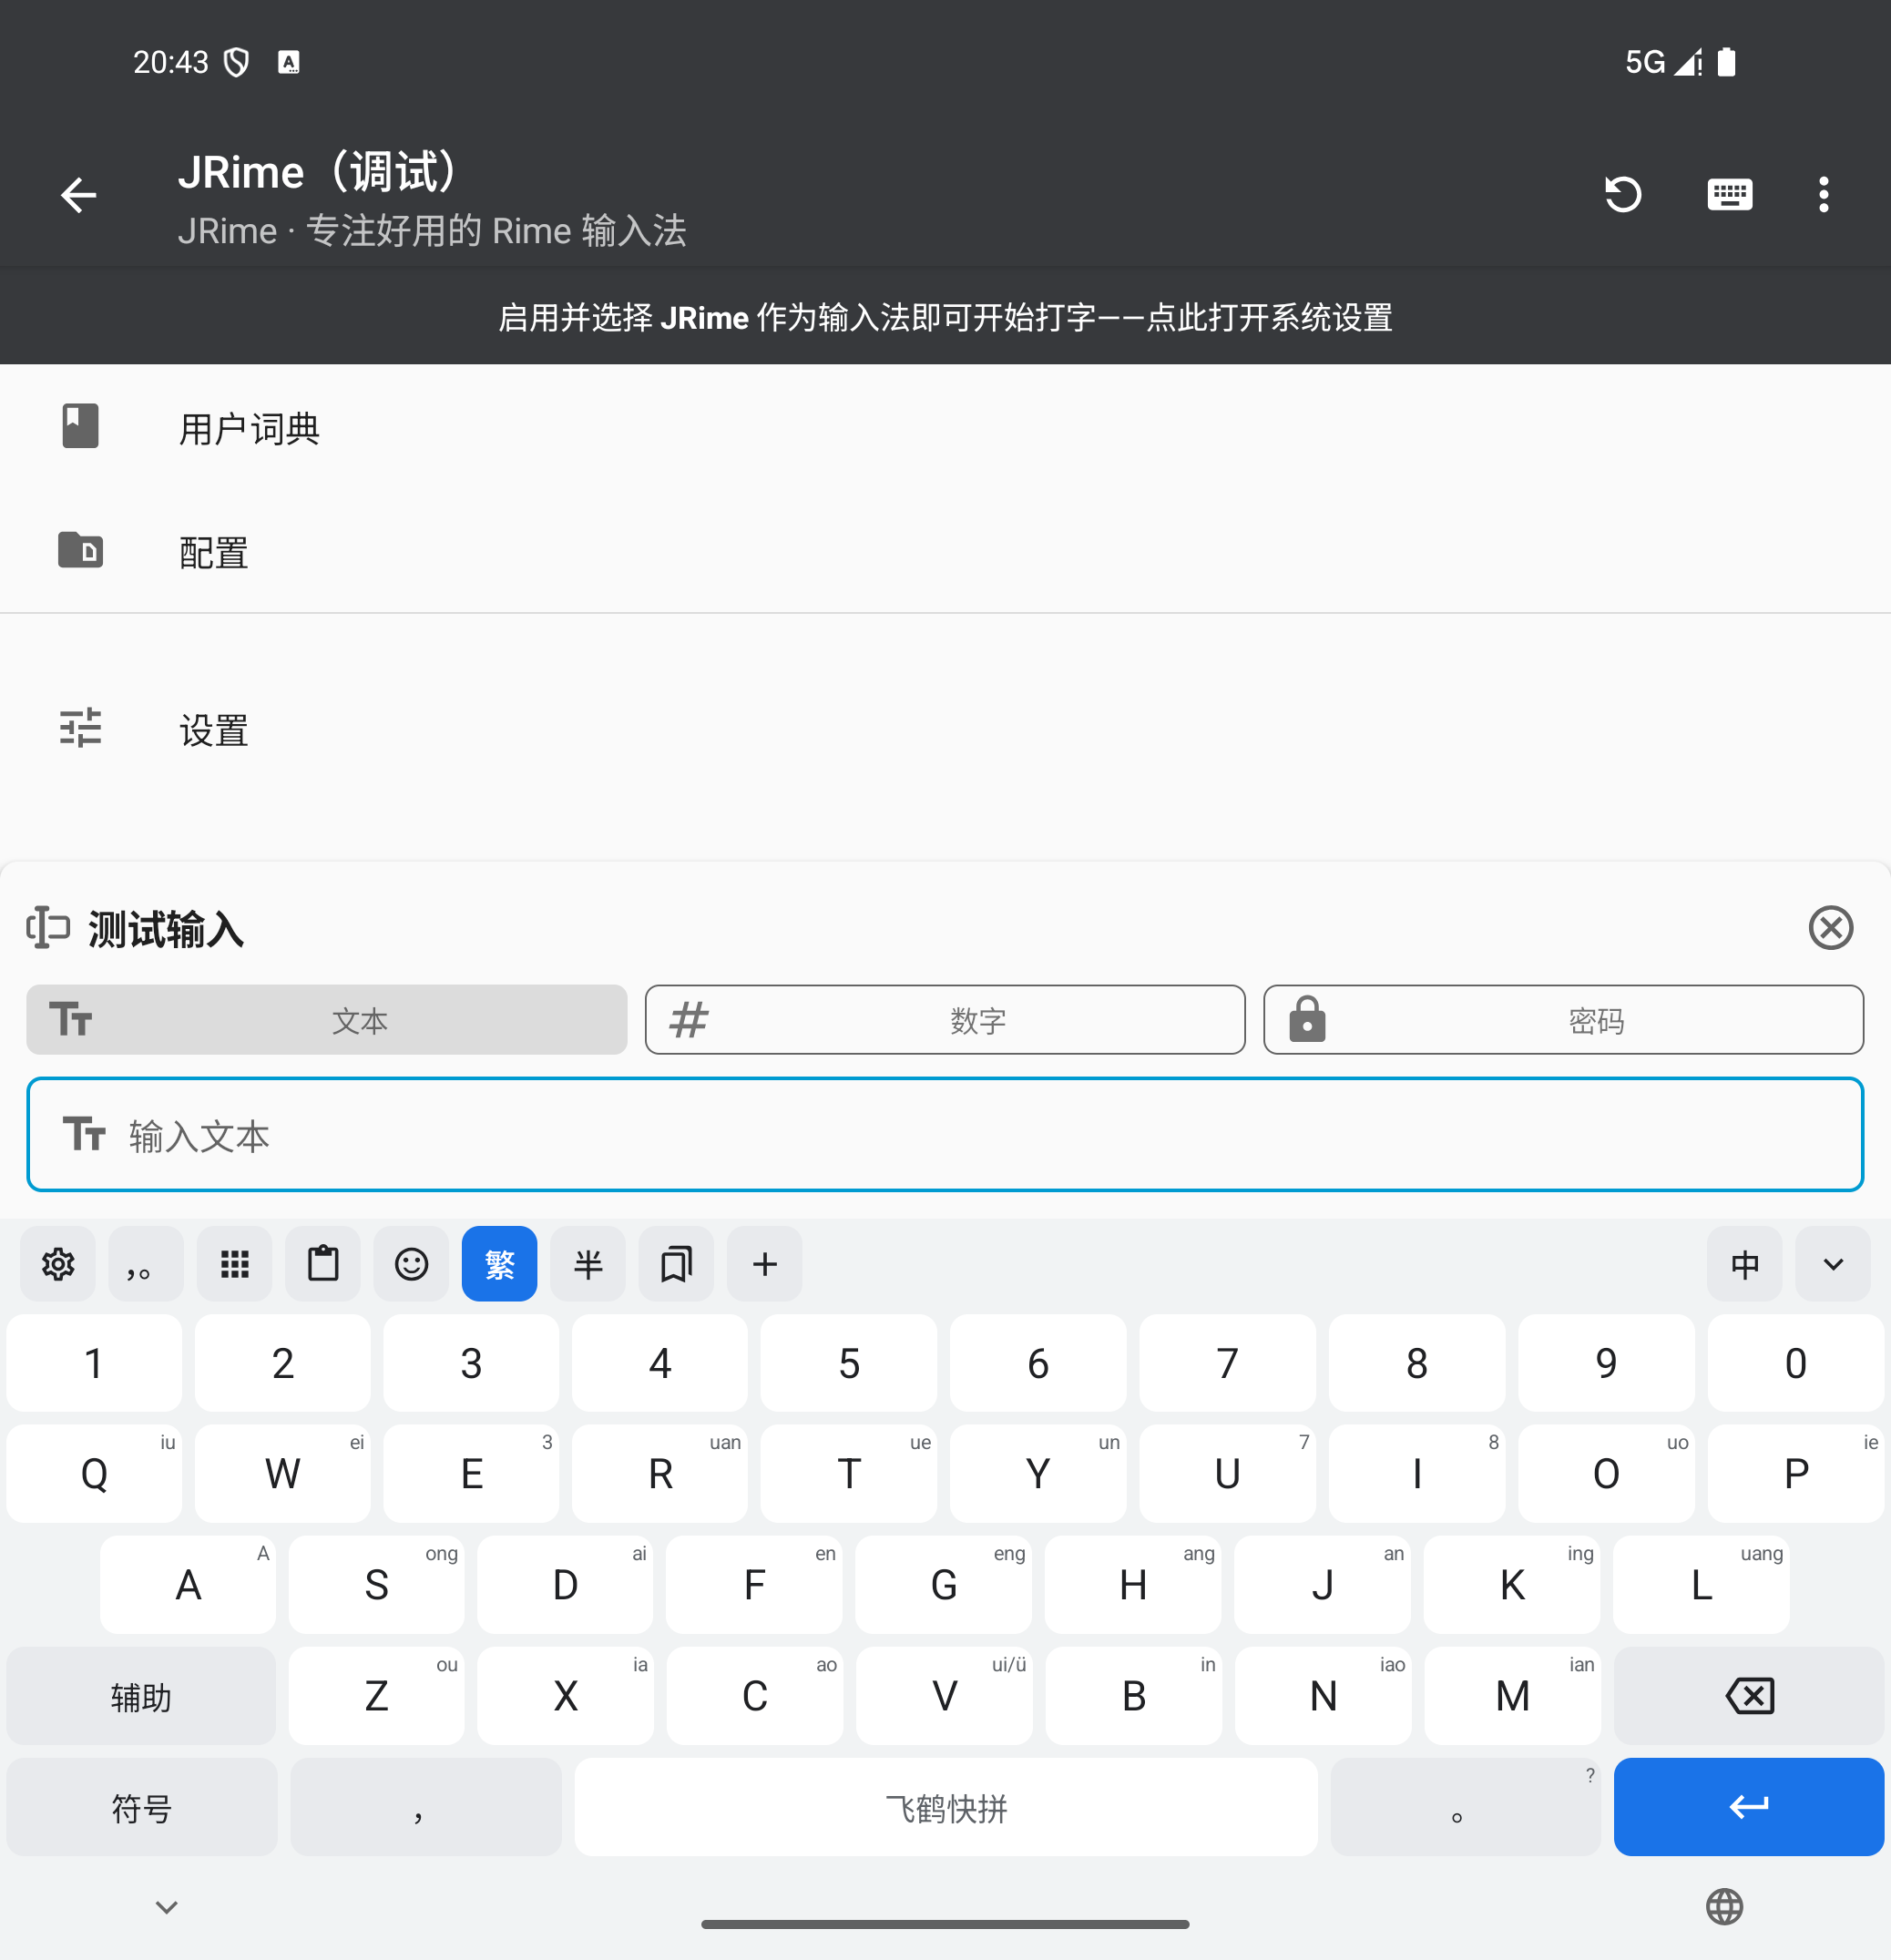 20:43
5G
JRime（调试）
JRime · 专注好用的 Rime 输入法
启用并选择 JRime 作为输入法即可开始打字——点此打开系统设置
用户词典
配置
设置
测试输入
文本
数字
密码
输入文本
，。 繁 半 中
1 2 3 4 5 6 7 8 9 0
iu ei 3 uan ue un 7 8 uo ie
Q W E R T Y U I O P
A ong ai en eng ang an ing uang
A S D F G H J K L
ou ia ao ui/ü in iao ian
辅助 Z X C V B N M
?
符号 ， 飞鹤快拼 。